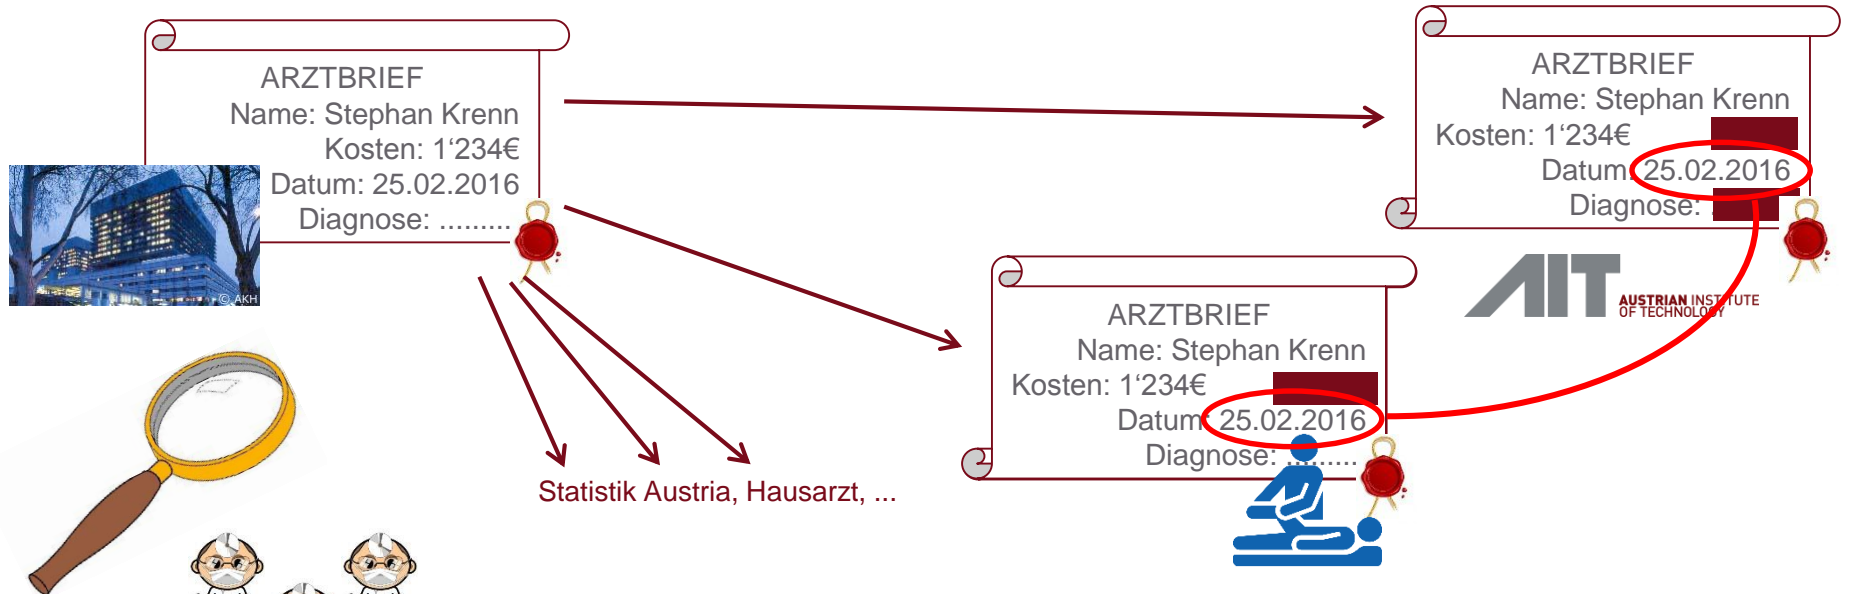 ARZTBRIEF
Name: Stephan Krenn
Kosten: 1‘234€
Datum: 25.02.2016
Diagnose: .........
© AKH
ARZTBRIEF
Name: Stephan Krenn
Kosten: 1‘234€
Datum: 25.02.2016
Diagnose: .
AIT
AUSTRIAN INSTITUTE
OF TECHNOLOGY
ARZTBRIEF
Name: Stephan Krenn
Kosten: 1‘234€
Datum: 25.02.2016
Diagnose: .........
Statistik Austria, Hausarzt, ...